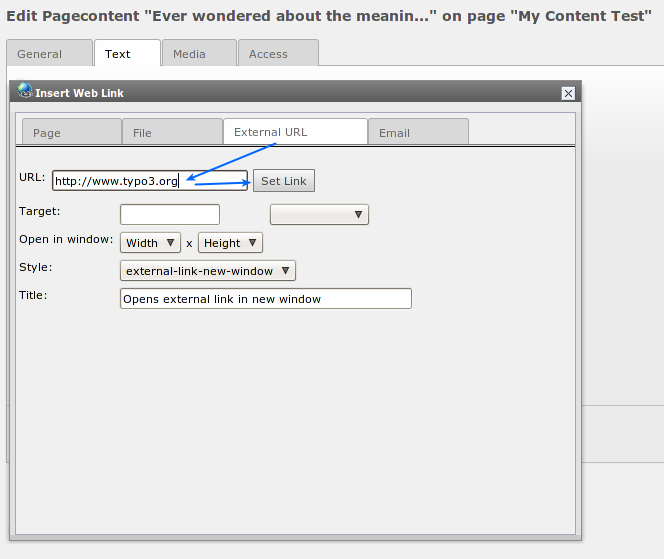 Edit Pagecontent "Ever wondered about the meanin..." on page "My Content Test"
General Text Media Access
Insert Web Link
Page File External URL Email
URL: http://www.typo3.org Set Link
Target:
Open in window: Width x Height
Style: external-link-new-window
Title: Opens external link in new window